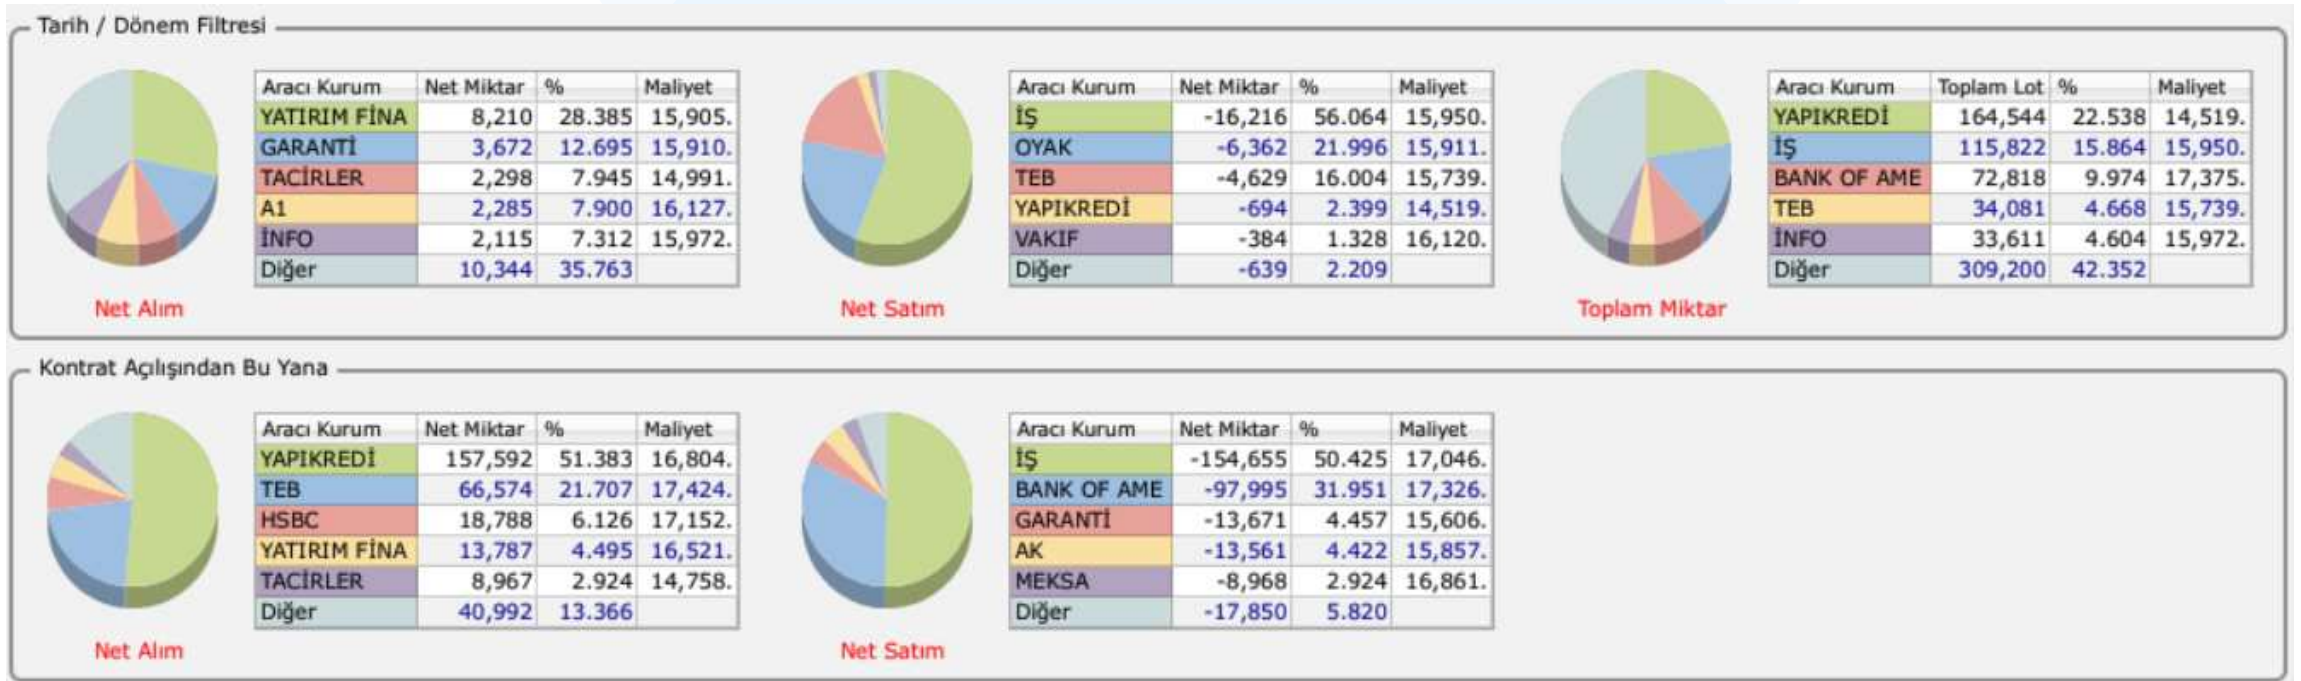 Tarih / Dönem Filtresi
Aracı Kurum Net Miktar % Maliyet
YATIRIM FİNA 8,210 28.385 15,905.
GARANTİ 3,672 12.695 15,910.
TACİRLER 2,298 7.945 14,991.
A1 2,285 7.900 16,127.
İNFO 2,115 7.312 15,972.
Diğer 10,344 35.763
Net Alım
Aracı Kurum Net Miktar % Maliyet
İŞ -16,216 56.064 15,950.
OYAK -6,362 21.996 15,911.
TEB -4,629 16.004 15,739.
YAPIKREDİ -694 2.399 14,519.
VAKIF -384 1.328 16,120.
Diğer -639 2.209
Net Satım
Aracı Kurum Toplam Lot % Maliyet
YAPIKREDİ 164,544 22.538 14,519.
İŞ 115,822 15.864 15,950.
BANK OF AME 72,818 9.974 17,375.
TEB 34,081 4.668 15,739.
İNFO 33,611 4.604 15,972.
Diğer 309,200 42.352
Toplam Miktar
Kontrat Açılışından Bu Yana
Aracı Kurum Net Miktar % Maliyet
YAPIKREDİ 157,592 51.383 16,804.
TEB 66,574 21.707 17,424.
HSBC 18,788 6.126 17,152.
YATIRIM FİNA 13,787 4.495 16,521.
TACİRLER 8,967 2.924 14,758.
Diğer 40,992 13.366
Net Alım
Aracı Kurum Net Miktar % Maliyet
İŞ -154,655 50.425 17,046.
BANK OF AME -97,995 31.951 17,326.
GARANTİ -13,671 4.457 15,606.
AK -13,561 4.422 15,857.
MEKSA -8,968 2.924 16,861.
Diğer -17,850 5.820
Net Satım